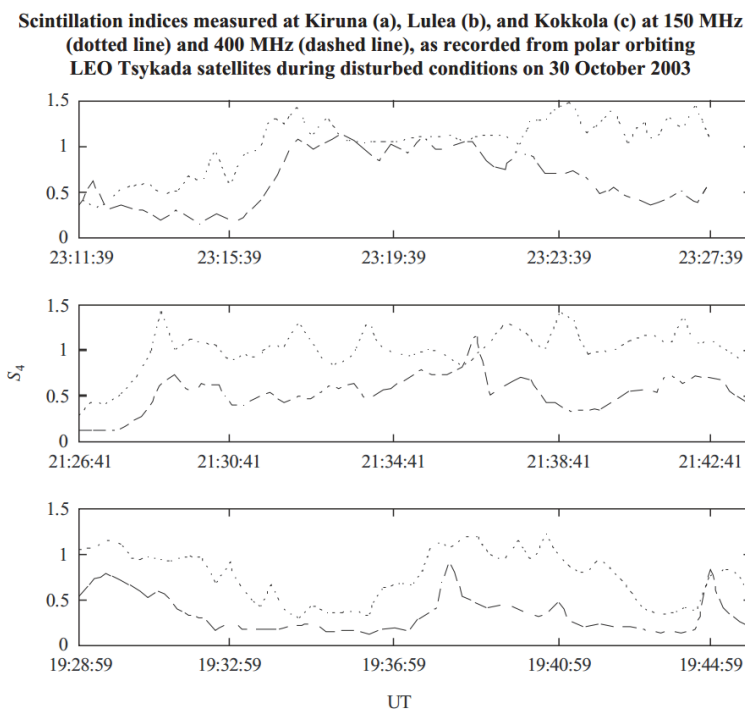 Scintillation indices measured at Kiruna (a), Lulea (b), and Kokkola (c) at 150 MHz
(dotted line) and 400 MHz (dashed line), as recorded from polar orbiting
LEO Tsykada satellites during disturbed conditions on 30 October 2003
1.5
1
0.5
0
23:11:39 23:15:39 23:19:39 23:23:39 23:27:39
1.5
1
S4
0.5
0
21:26:41 21:30:41 21:34:41 21:38:41 21:42:41
1.5
1
0.5
0
19:28:59 19:32:59 19:36:59 19:40:59 19:44:59
UT